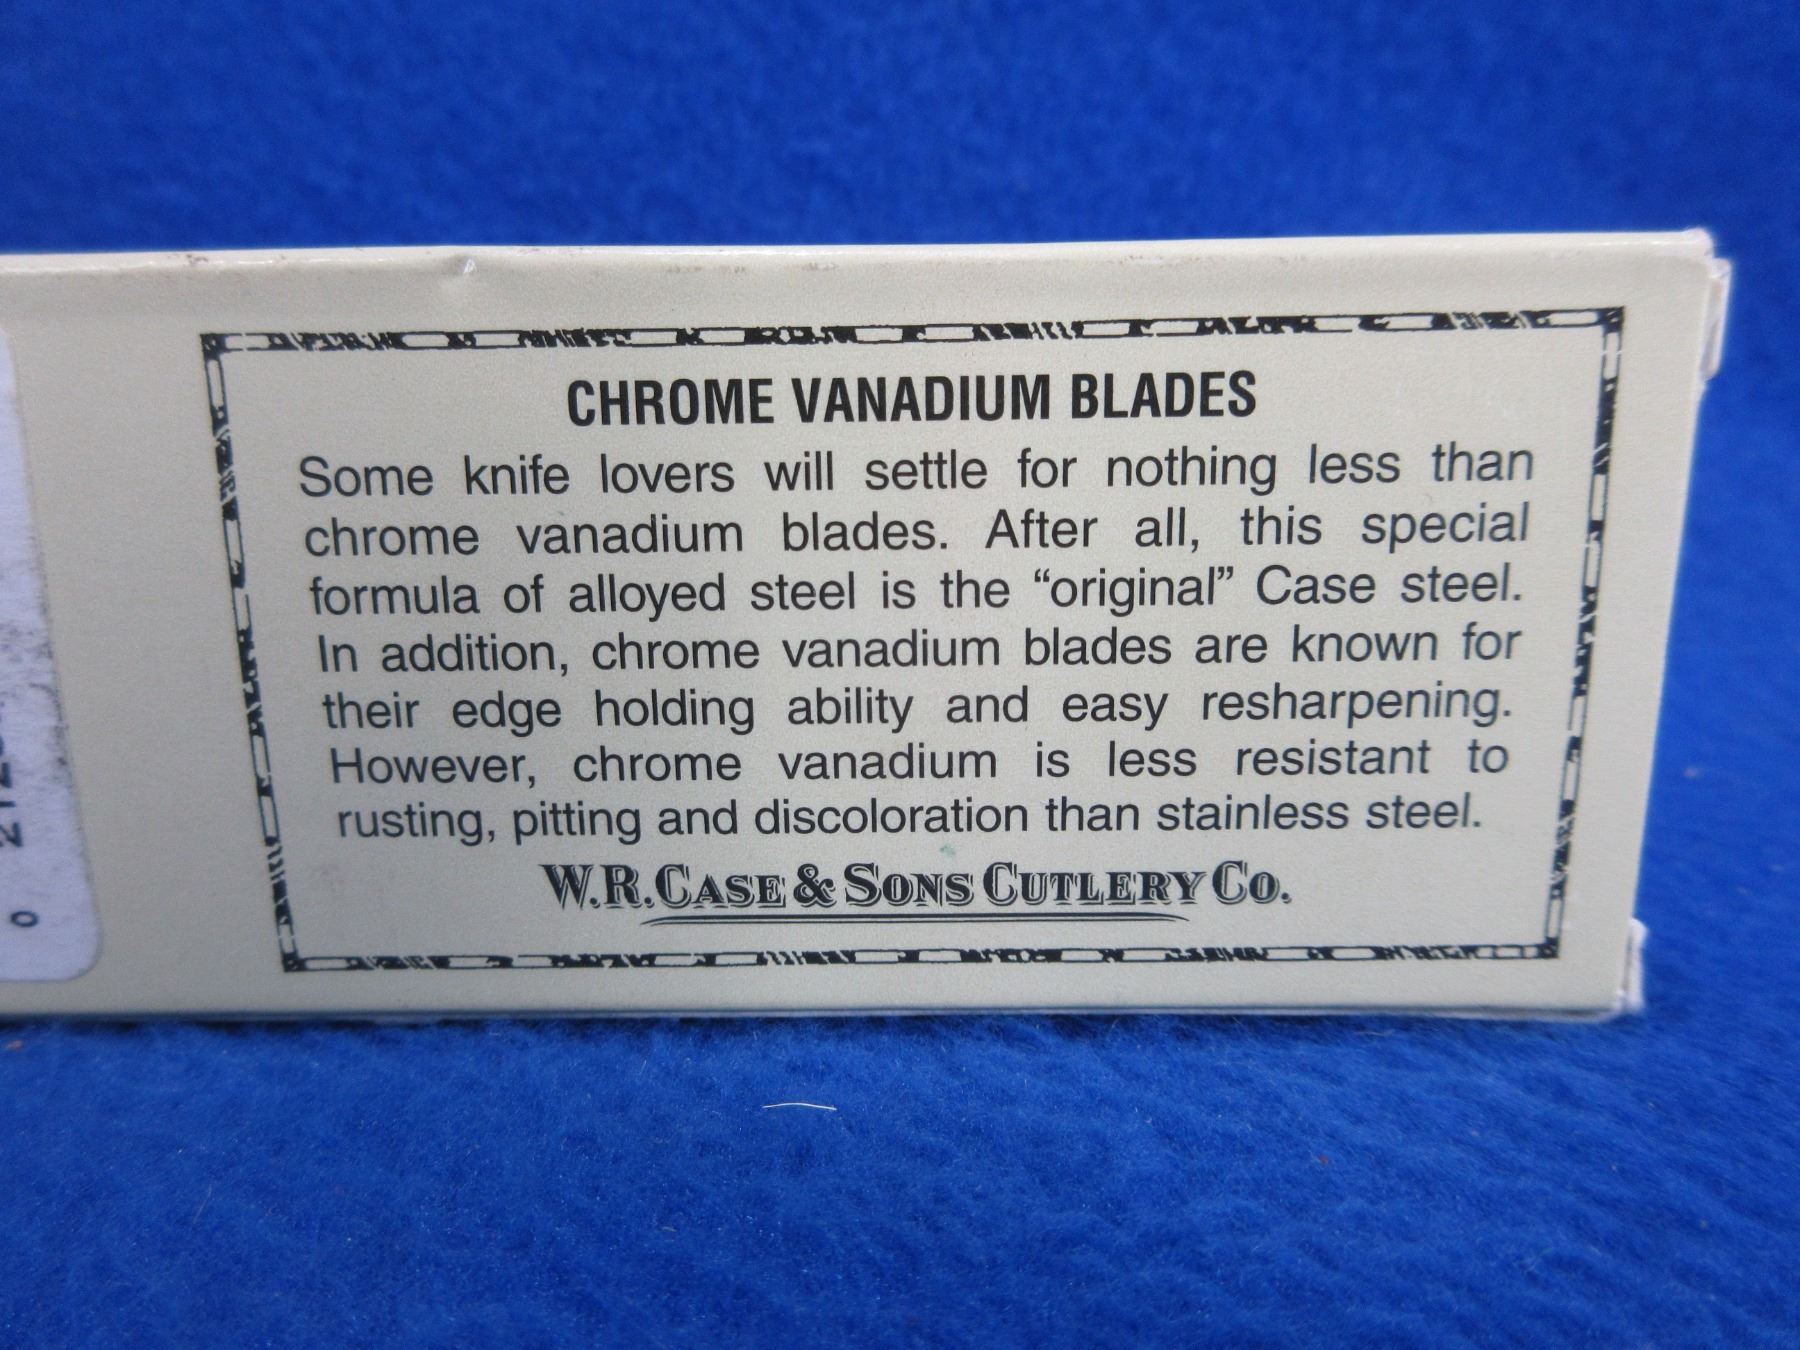 CHROME VANADIUM BLADES
Some knife lovers will settle for nothing less than
chrome vanadium blades. After all, this special
formula of alloyed steel is the “original” Case steel.
In addition, chrome vanadium blades are known for
their edge holding ability and easy resharpening.
However, chrome vanadium is less resistant to
rusting, pitting and discoloration than stainless steel.
W.R. CASE & SONS CUTLERY CO.
0